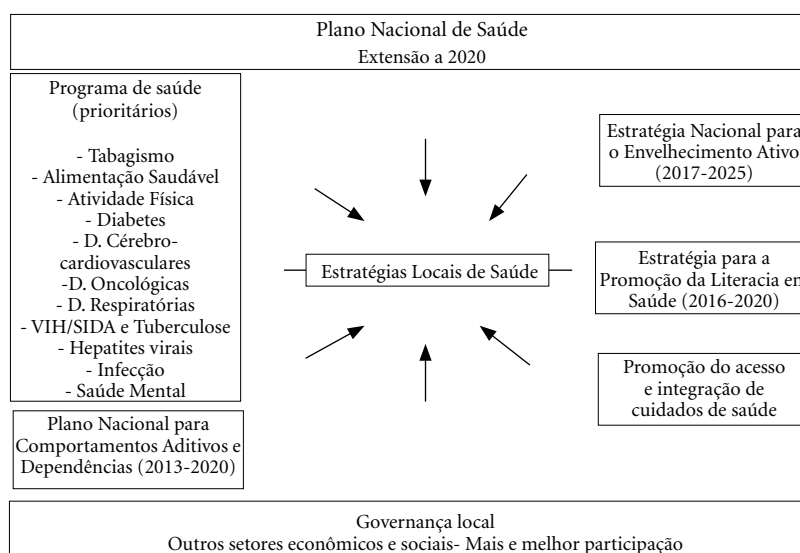 Plano Nacional de Saúde
Extensão a 2020
Programa de saúde
(prioritários)
- Tabagismo
- Alimentação Saudável
- Atividade Física
- Diabetes
- D. Cérebro-
cardiovasculares
-D. Oncológicas
- D. Respiratórias
- VIH/SIDA e Tuberculose
- Hepatites virais
- Infecção
- Saúde Mental
Plano Nacional para
Comportamentos Aditivos e
Dependências (2013-2020)
Estratégias Locais de Saúde
Estratégia Nacional para
o Envelhecimento Ativo
(2017-2025)
Estratégia para a
Promoção da Literacia em
Saúde (2016-2020)
Promoção do acesso
e integração de
cuidados de saúde
Governança local
Outros setores econômicos e sociais- Mais e melhor participação